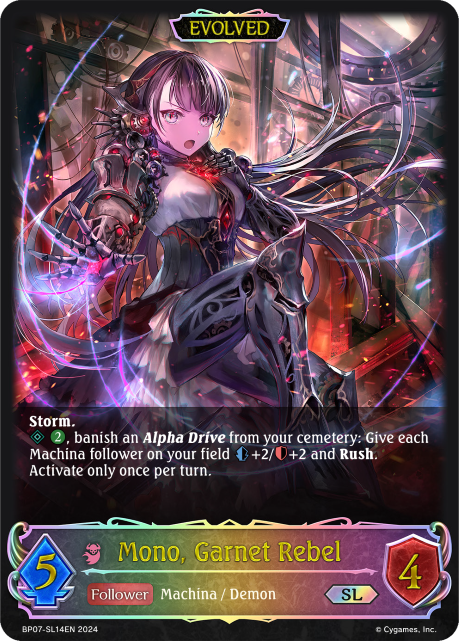 EVOLVED
Storm.
2, banish an Alpha Drive from your cemetery: Give each
Machina follower on your field +2/ +2 and Rush.
Activate only once per turn.
Mono, Garnet Rebel
5
Follower Machina / Demon
SL
4
BP07-SL14EN 2024
© Cygames, Inc.